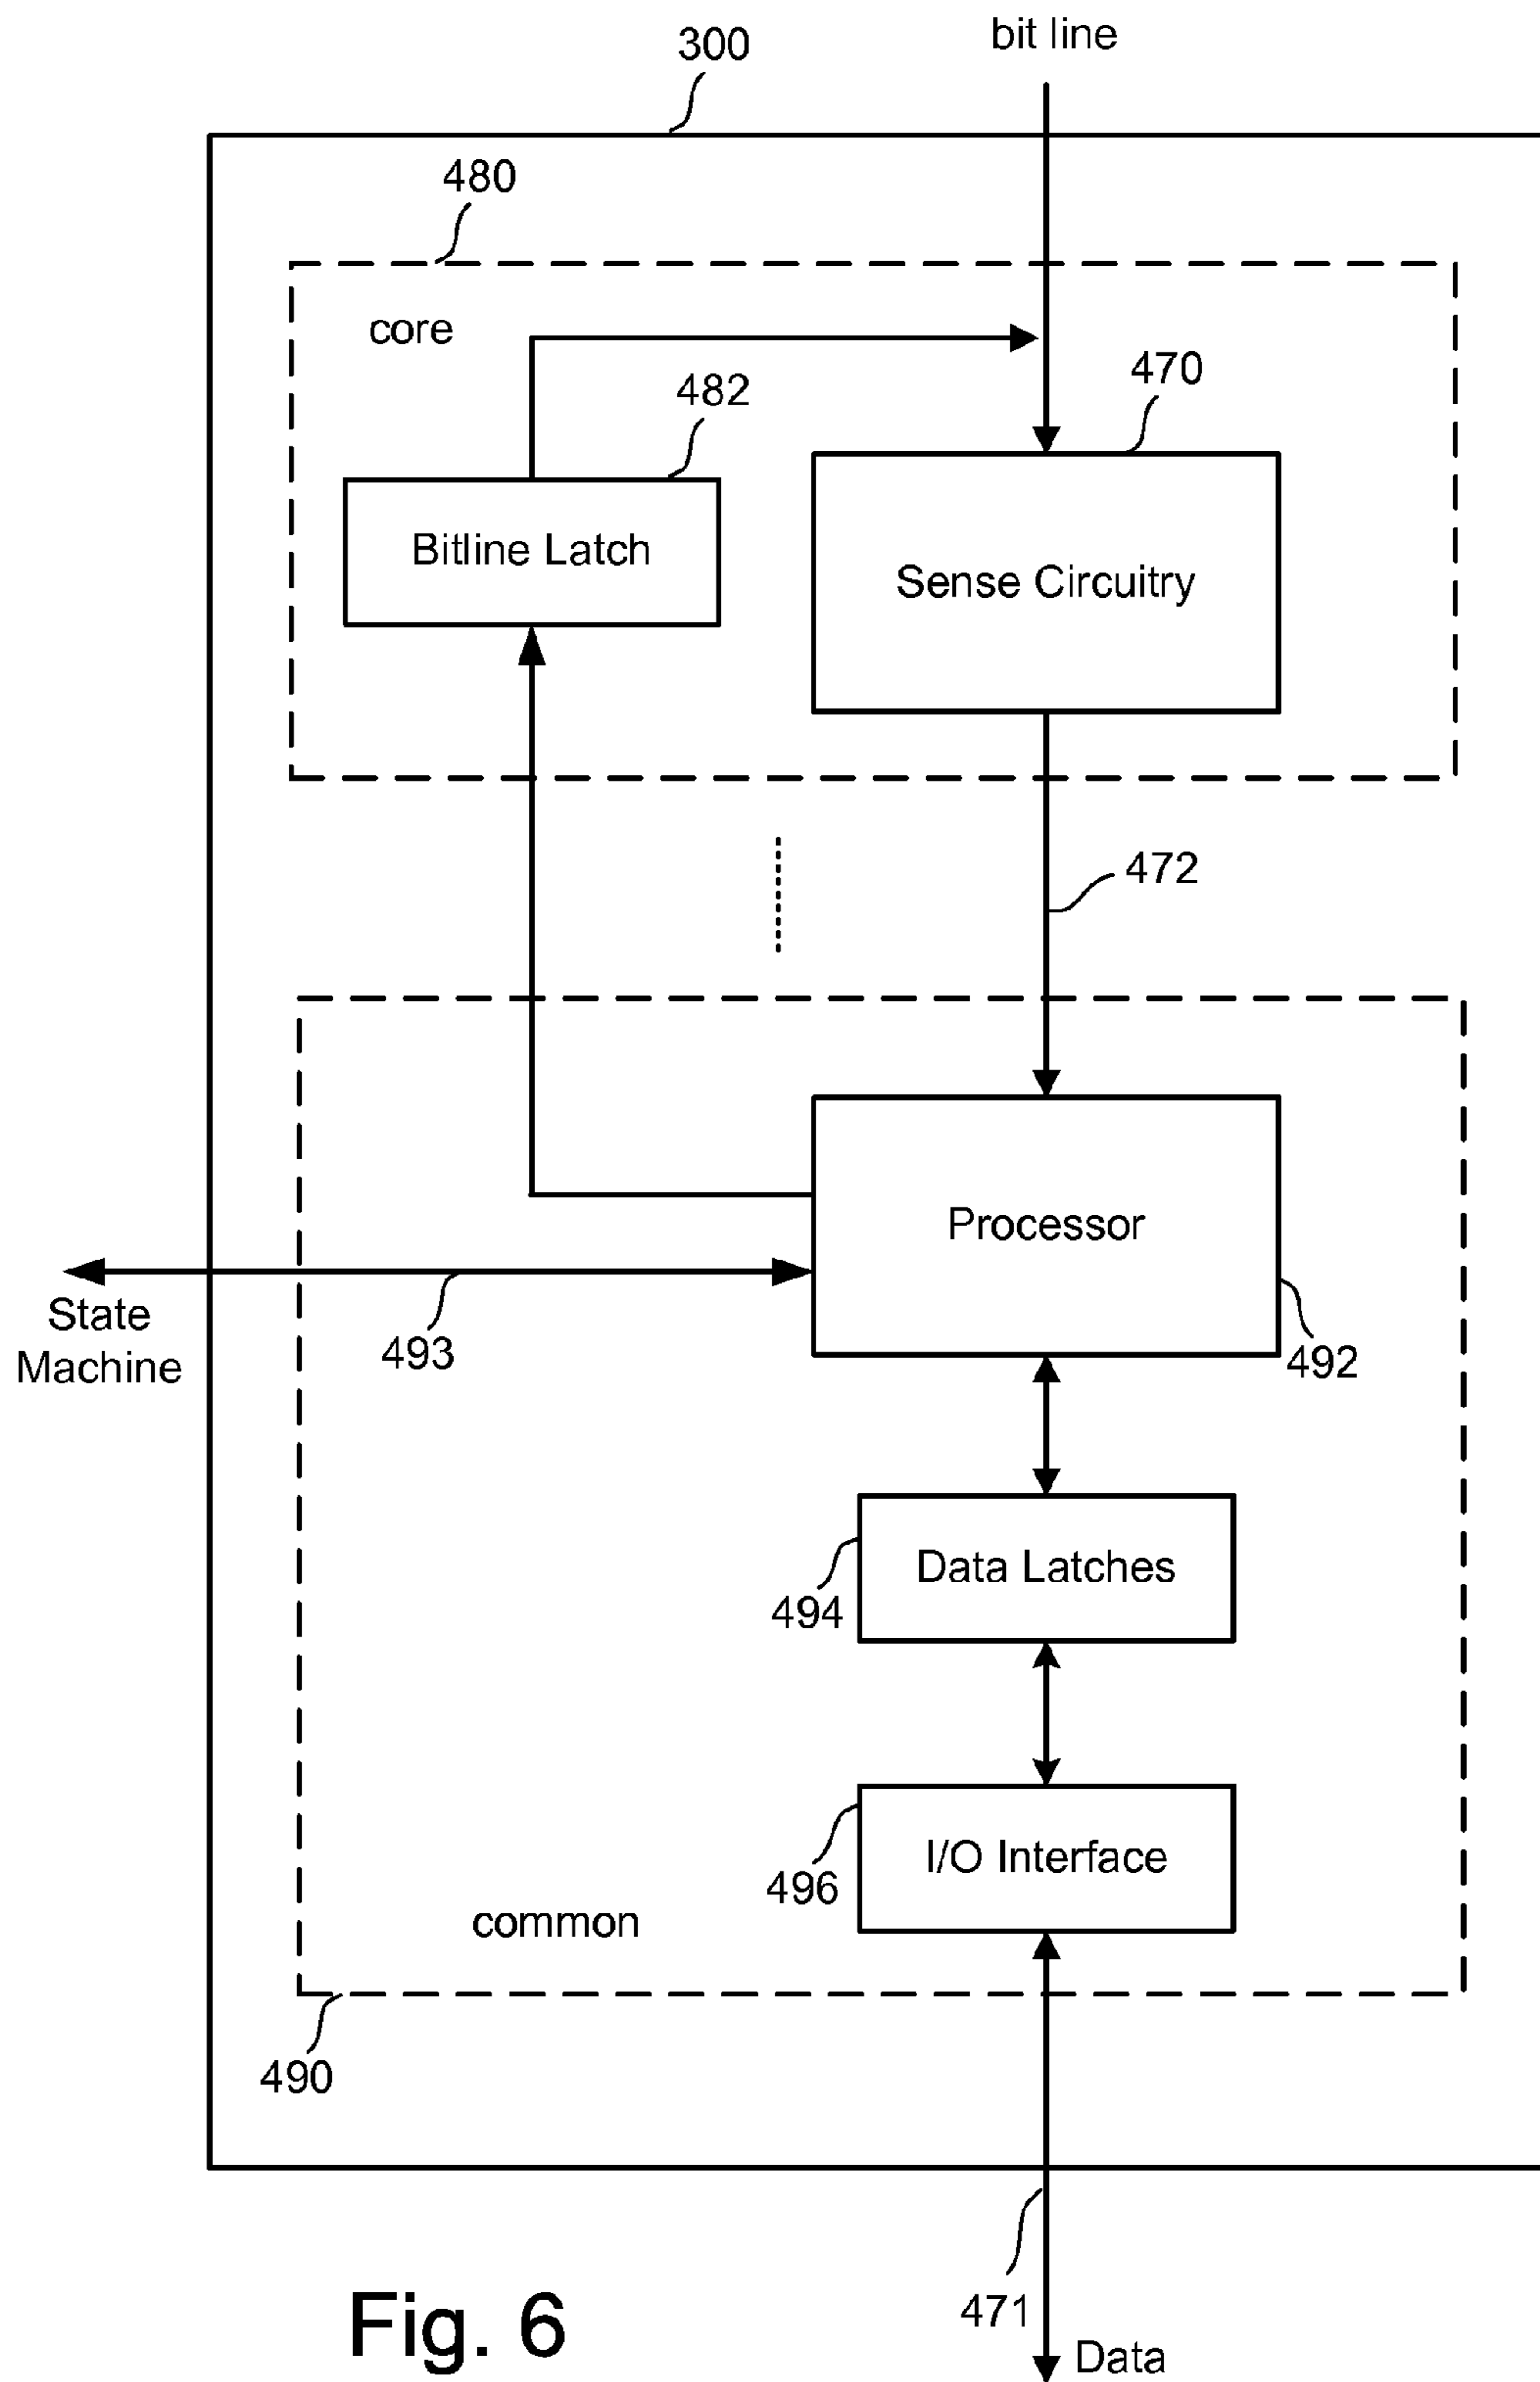 bit line
300
480
core
470
482
Bitline Latch
Sense Circuitry
472
Processor
State
Machine
493
492
Data Latches
494
I/O Interface
496
common
490
471
Fig. 6
Data